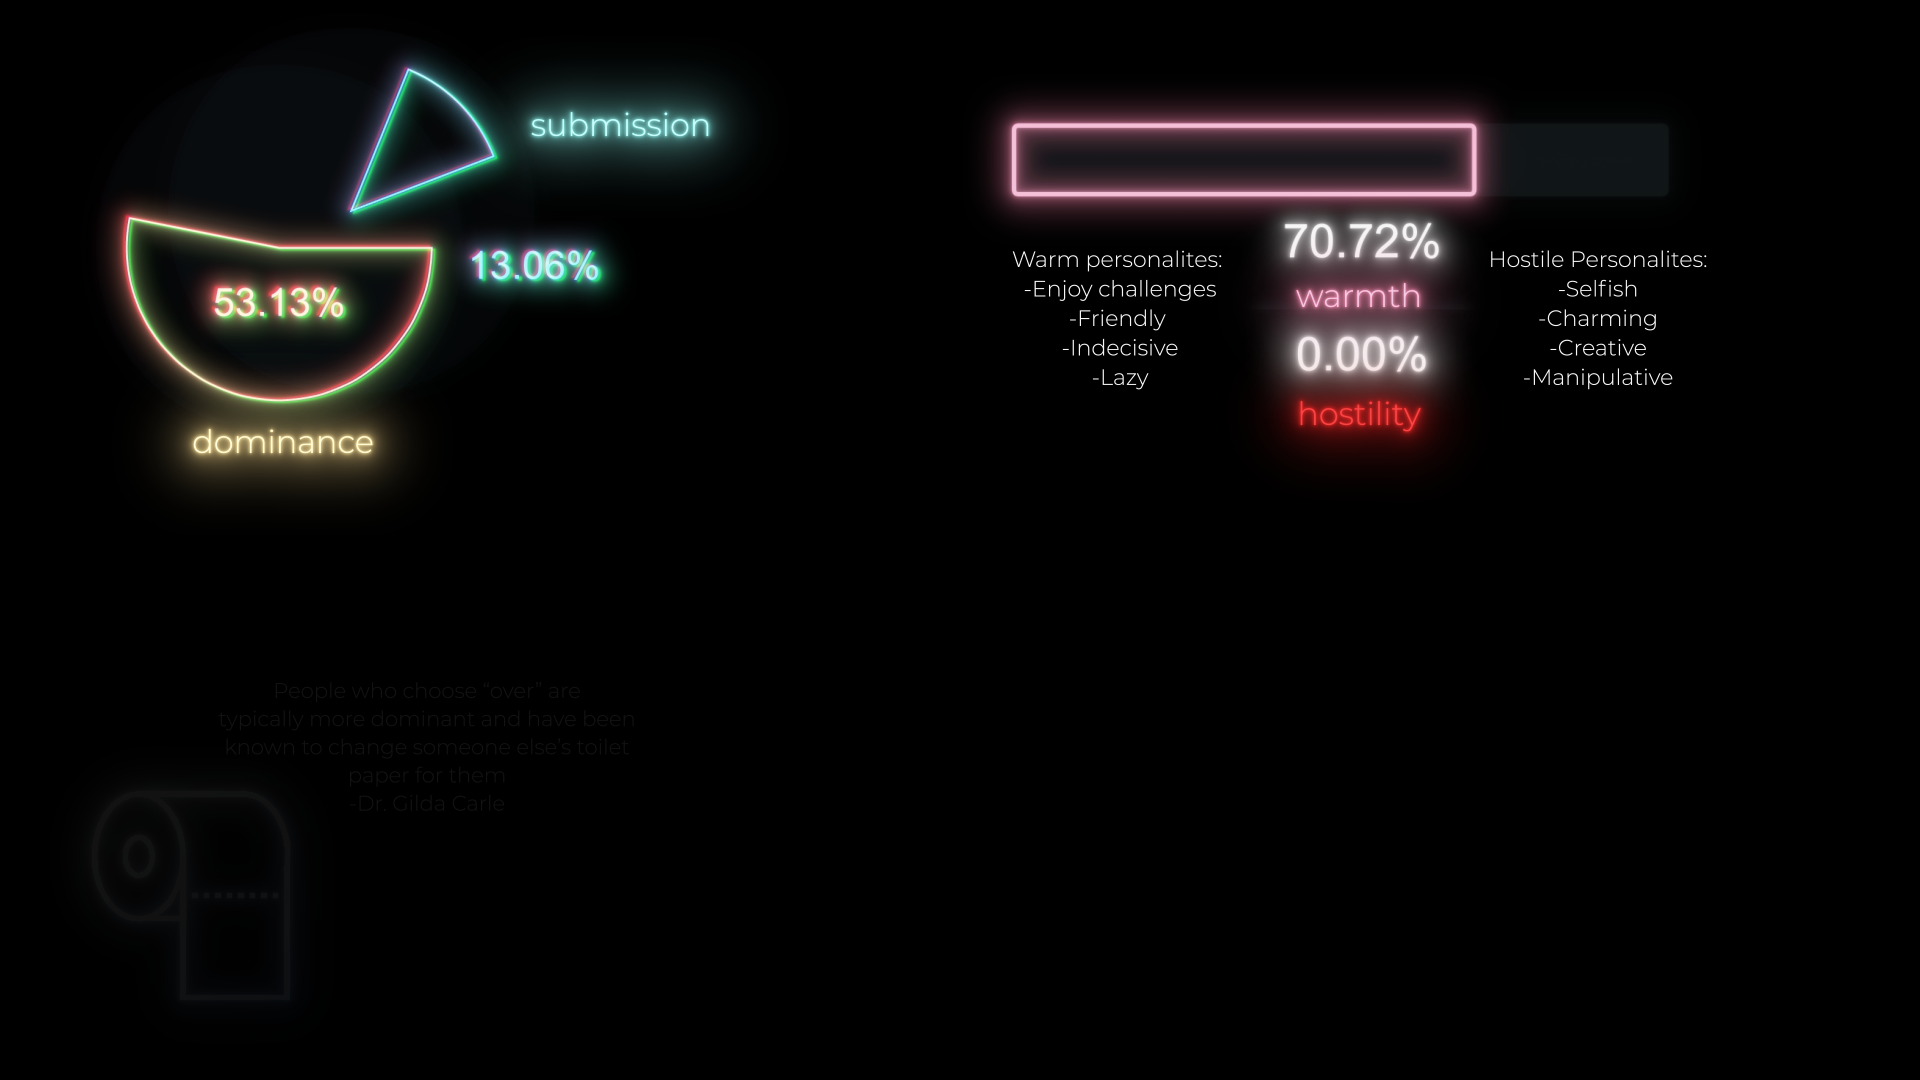 submission
13.06%
53.13%
dominance
70.72%
warmth
0.00%
hostility
Warm personalites:
-Enjoy challenges
-Friendly
-Indecisive
-Lazy
Hostile Personalites:
-Selfish
-Charming
-Creative
-Manipulative
People who choose “over” are
typically more dominant and have been
known to change someone else’s toilet
paper for them
-Dr. Gilda Carle